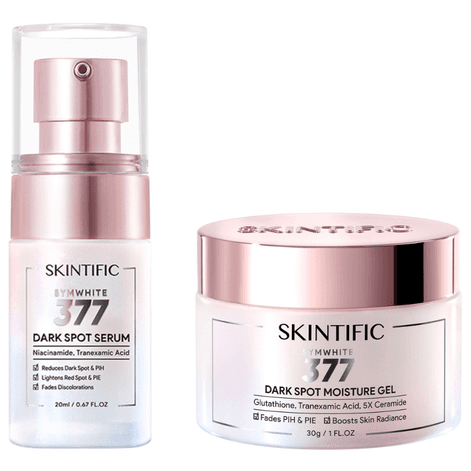 SKINTIFIC
SYMWHITE
377
DARK SPOT SERUM
Niacinamide, Tranexamic Acid
Reduces Dark Spot & PIH
Lightens Red Spot & PIE
Fades Discolorations
20ml / 0.67 FL.OZ
SKINTIFIC
SKINTIFIC
SYMWHITE
377
DARK SPOT MOISTURE GEL
Glutathione, Tranexamic Acid, 5X Ceramide
Fades PIH & PIE Boosts Skin Radiance
30g / 1 FL.OZ